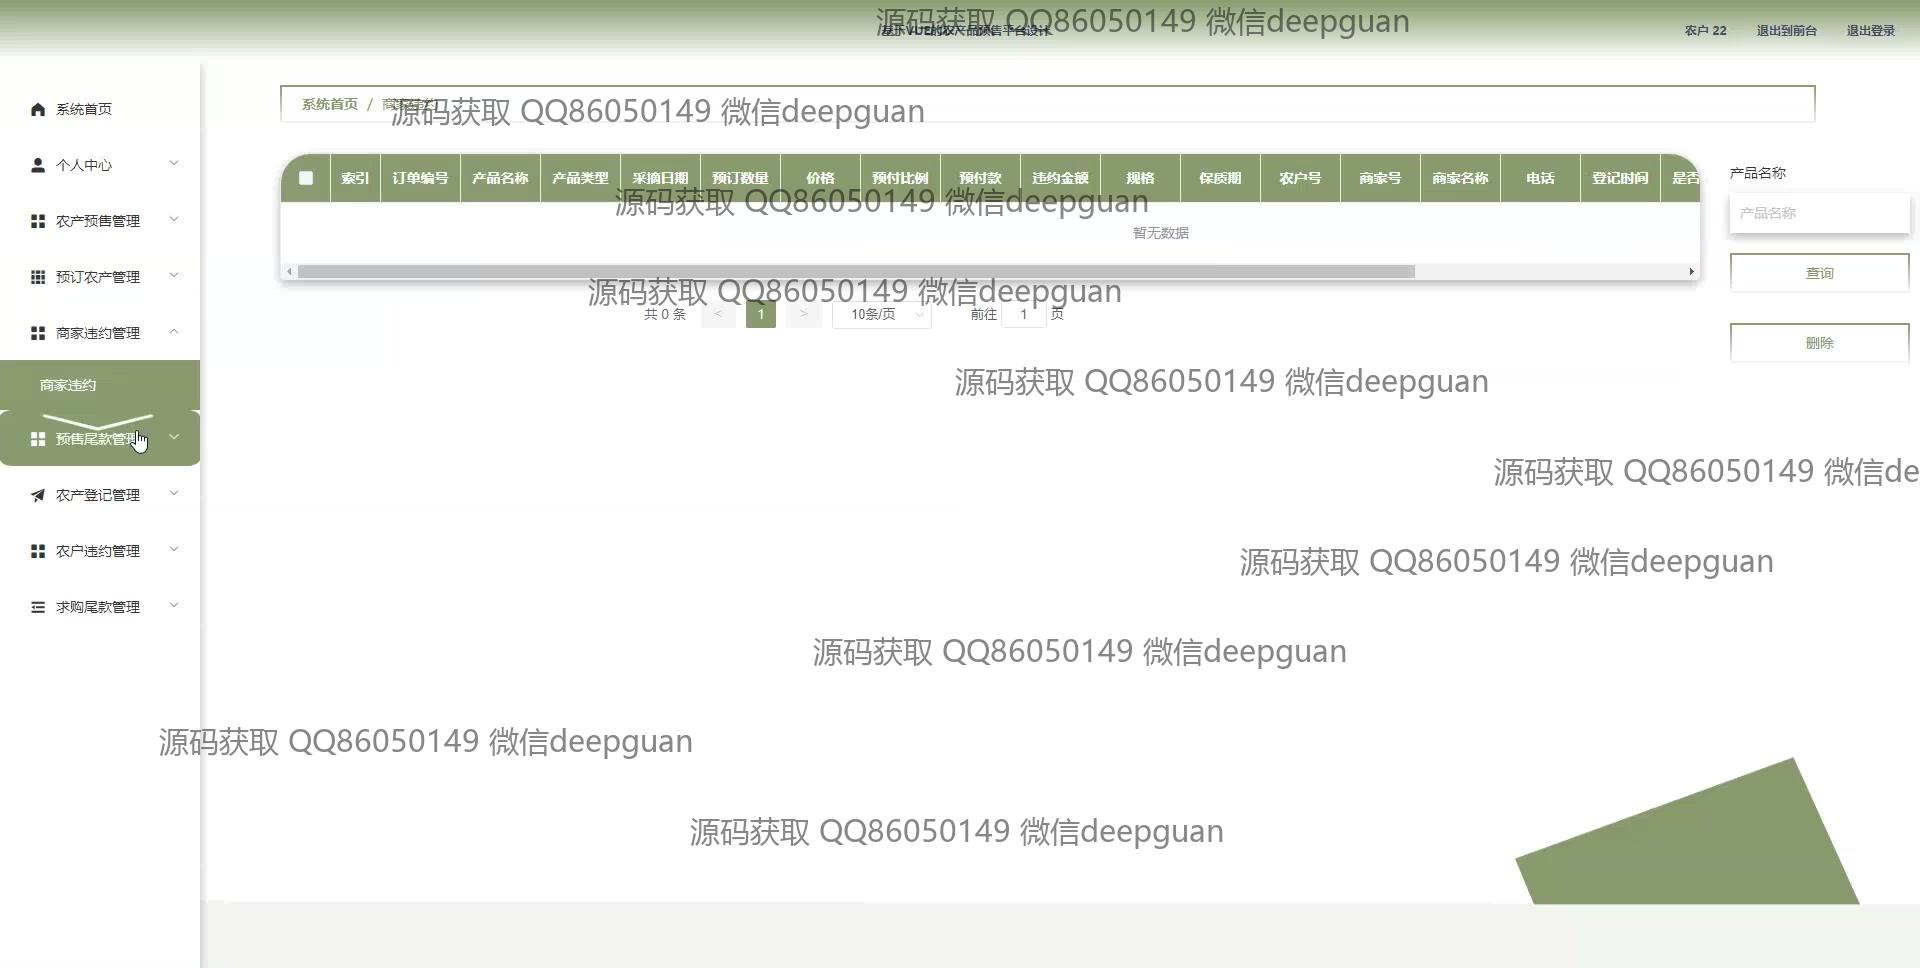 源码获取 QQ86050149 微信deepguan
基于VUE的农产品预售平台设计
农户 22
退出到前台
退出登录
系统首页
个人中心
农产预售管理
预订农产管理
商家违约管理
商家违约
预售尾款管理
农产登记管理
农户违约管理
求购尾款管理
系统首页 / 商家违约
源码获取 QQ86050149 微信deepguan
索引 订单编号 产品名称 产品类型 采摘日期 预订数量 价格 预付比例 预付款 违约金额 规格 保质期 农户号 商家号 商家名称 电话 登记时间 是否
源码获取 QQ86050149 微信deepguan
暂无数据
源码获取 QQ86050149 微信deepguan
共 0 条 < 1 > 10条/页 前往 1 页
产品名称
产品名称
查询
删除
源码获取 QQ86050149 微信deepguan
源码获取 QQ86050149 微信de
源码获取 QQ86050149 微信deepguan
源码获取 QQ86050149 微信deepguan
源码获取 QQ86050149 微信deepguan
源码获取 QQ86050149 微信deepguan